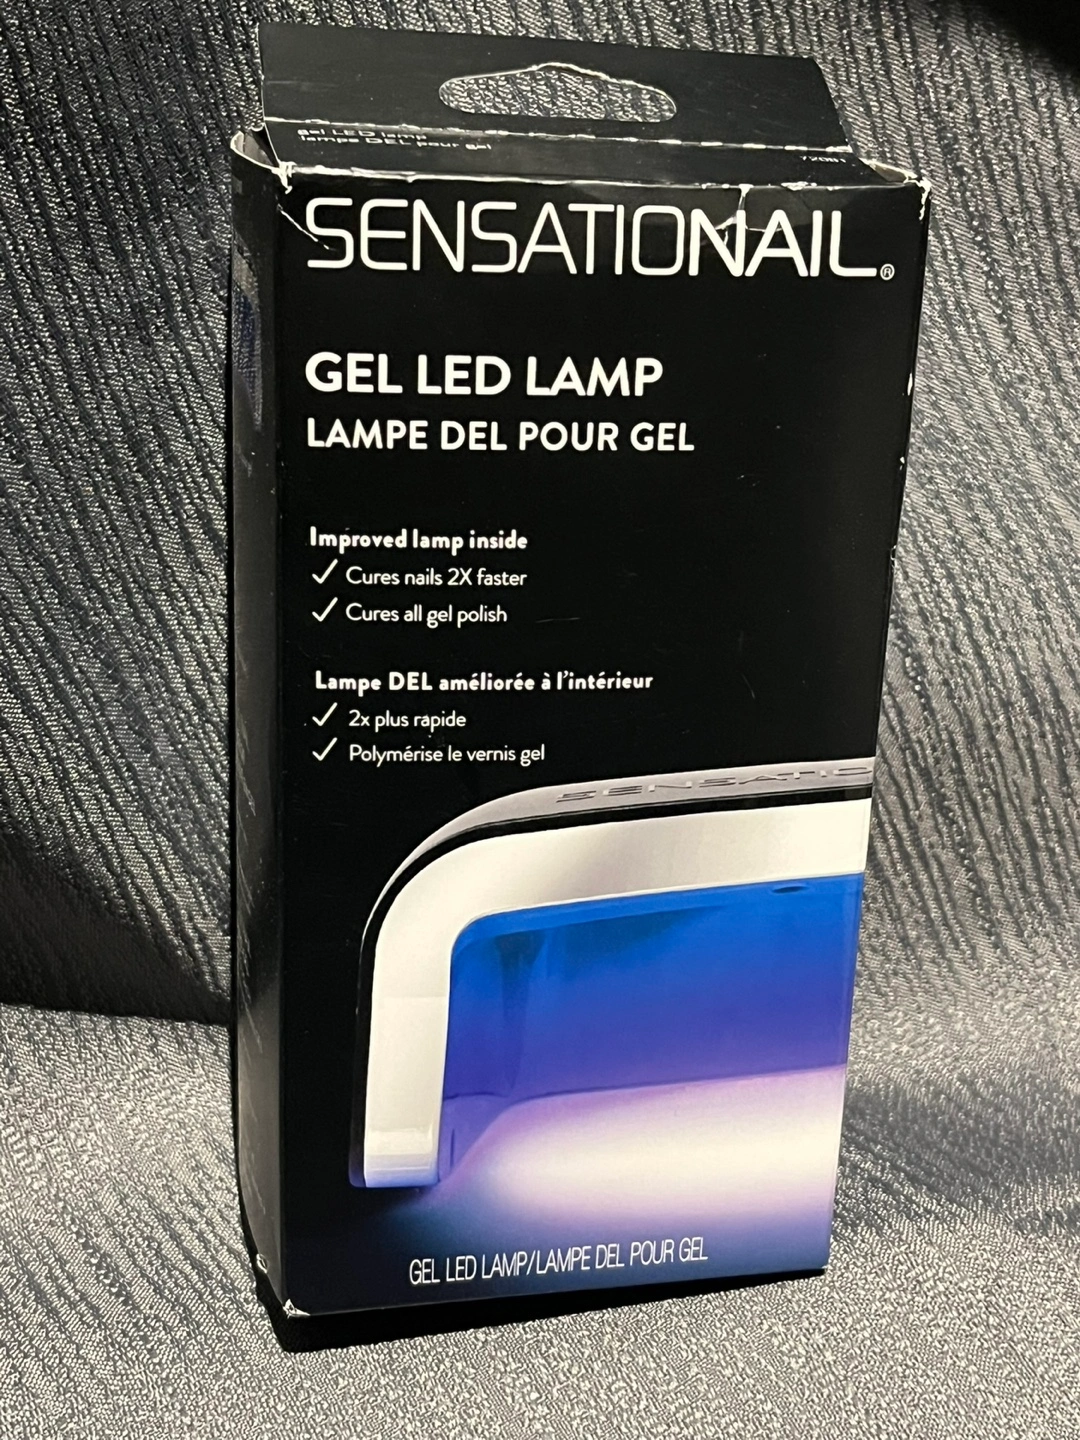 gel LED lamp
lampe DEL pour gel
72081
SENSATIONAIL®
GEL LED LAMP
LAMPE DEL POUR GEL
Improved lamp inside
✓ Cures nails 2X faster
✓ Cures all gel polish
Lampe DEL améliorée à l'intérieur
✓ 2x plus rapide
✓ Polymérise le vernis gel
SENSATIO
GEL LED LAMP/LAMPE DEL POUR GEL